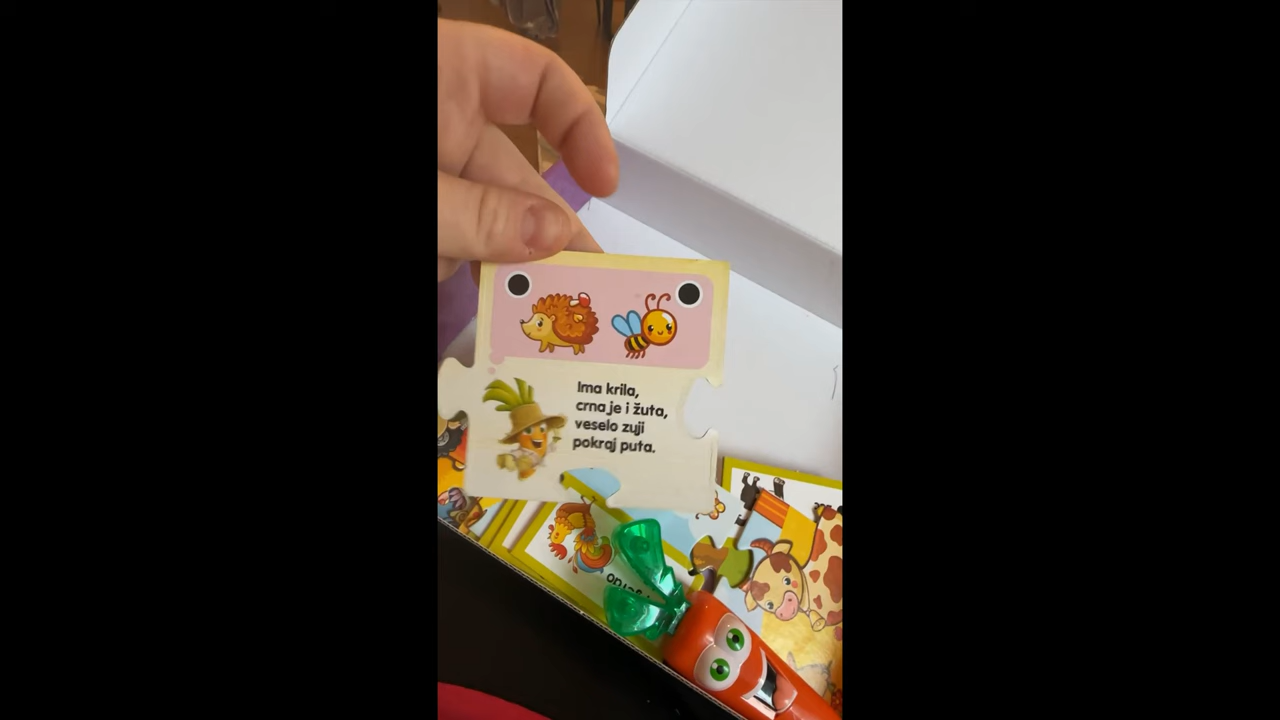 Ima krila,
crna je i žuta,
veselo zuji
pokraj puta.